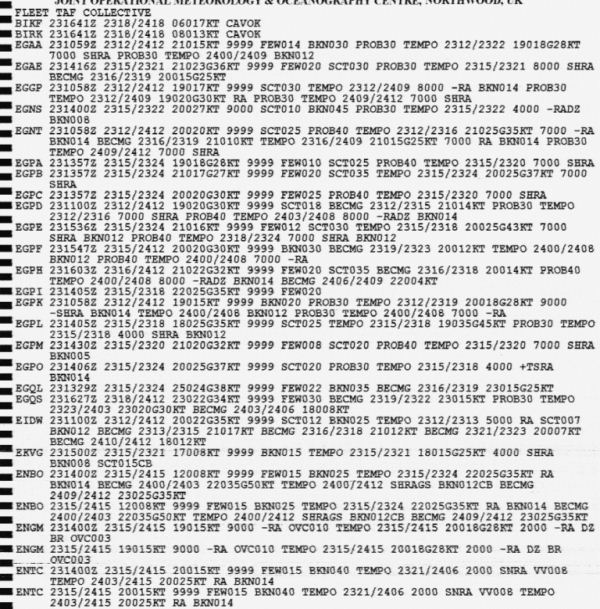 JOINT OPERATIONAL METEOROLOGY & OCEANOGRAPHY CENTRE, NORTHWOOD, UK
FLEET TAF COLLECTIVE
BIKF 231641Z 2318/2418 06017KT CAVOK
BIRK 231641Z 2318/2418 08013KT CAVOK
EGAA 231059Z 2312/2412 21015KT 9999 FEW014 BKN030 PROB30 TEMPO 2312/2322 19018G28KT
7000 SHRA PROB30 TEMPO 2400/2409 BKN012
EGAE 231416Z 2315/2321 21023G36KT 9999 FEW020 SCT030 PROB30 TEMPO 2315/2321 8000 SHRA
BECMG 2316/2319 20015G25KT
EGGP 231058Z 2312/2412 19017KT 9999 SCT030 TEMPO 2312/2409 8000 -RA BKN014 PROB30
TEMPO 2312/2409 19020G30KT RA PROB30 TEMPO 2409/2412 7000 SHRA
EGNS 231400Z 2315/2322 20027KT 9000 SCT010 BKN045 PROB30 TEMPO 2315/2322 4000 -RADZ
BKN008
EGNT 231058Z 2312/2412 20020KT 9999 SCT025 PROB40 TEMPO 2312/2316 21025G35KT 7000 -RA
BKN014 BECMG 2316/2319 21010KT TEMPO 2316/2409 21015G25KT 7000 RA BKN014 PROB30
TEMPO 2409/2412 7000 SHRA
EGPA 231357Z 2315/2324 19018G28KT 9999 FEW010 SCT025 PROB40 TEMPO 2315/2320 7000 SHRA
EGPB 231357Z 2315/2324 21017G27KT 9999 FEW020 SCT035 TEMPO 2315/2324 20025G37KT 7000
SHRA
EGPC 231357Z 2315/2324 20020G30KT 9999 FEW025 PROB40 TEMPO 2315/2320 7000 SHRA
EGPD 231100Z 2312/2412 19020G30KT 9999 SCT018 BECMG 2312/2315 21014KT PROB30 TEMPO
2312/2316 7000 SHRA PROB40 TEMPO 2403/2408 8000 -RADZ BKN014
EGPE 231536Z 2315/2324 21016KT 9999 FEW012 SCT030 TEMPO 2315/2318 20025G43KT 7000
SHRA BKN012 PROB40 TEMPO 2318/2324 7000 SHRA BKN012
EGPF 231547Z 2315/2412 20020G30KT 9999 BKN030 BECMG 2319/2323 20012KT TEMPO 2400/2408
BKN012 PROB40 TEMPO 2400/2408 7000 -RA
EGPH 231603Z 2316/2412 21022G32KT 9999 FEW020 SCT035 BECMG 2316/2318 20014KT PROB40
TEMPO 2400/2408 8000 -RADZ BKN014 BECMG 2406/2409 22004KT
EGPI 231405Z 2315/2318 22025G35KT 9999 FEW020
EGPK 231058Z 2312/2412 19015KT 9999 BKN020 PROB30 TEMPO 2312/2319 20018G28KT 9000
-SHRA BKN014 TEMPO 2400/2408 BKN012 PROB30 TEMPO 2400/2408 7000 -RA
EGPL 231405Z 2315/2318 18025G35KT 9999 SCT025 TEMPO 2315/2318 19035G45KT PROB30 TEMPO
2315/2318 4000 SHRA BKN012
EGPM 231430Z 2315/2320 21020G32KT 9999 FEW008 SCT020 PROB40 TEMPO 2315/2320 7000 SHRA
BKN005
EGPO 231406Z 2315/2324 20025G37KT 9999 SCT020 PROB30 TEMPO 2315/2318 4000 +TSRA
BKN014
EGQL 231329Z 2315/2324 25024G38KT 9999 FEW022 BKN035 BECMG 2316/2319 23015G25KT
EGQS 231627Z 2318/2412 23022G34KT 9999 FEW030 BECMG 2319/2322 23015KT PROB30 TEMPO
2323/2403 23020G30KT BECMG 2403/2406 18008KT
EIDW 231100Z 2312/2412 20022G35KT 9999 SCT012 BKN025 TEMPO 2312/2313 5000 RA SCT007
BKN012 BECMG 2313/2315 21017KT BECMG 2316/2318 21012KT BECMG 2321/2323 20007KT
BECMG 2410/2412 18012KT
EKVG 231500Z 2315/2321 17008KT 9999 BKN015 TEMPO 2315/2321 18015G25KT 4000 SHRA
BKN008 SCT015CB
ENBO 231400Z 2315/2415 12008KT 9999 FEW015 BKN025 TEMPO 2315/2324 22025G35KT RA
BKN014 BECMG 2400/2403 22035G50KT TEMPO 2400/2412 SHRAGS BKN012CB BECMG
2409/2412 23025G35KT
ENBO 2315/2415 12008KT 9999 FEW015 BKN025 TEMPO 2315/2324 22025G35KT RA BKN014 BECMG
2400/2403 22035G50KT TEMPO 2400/2412 SHRAGS BKN012CB BECMG 2409/2412 23025G35KT
ENGM 231400Z 2315/2415 19015KT 9000 -RA OVC010 TEMPO 2315/2415 20018G28KT 2000 -RA DZ
BR OVC003
ENGM 2315/2415 19015KT 9000 -RA OVC010 TEMPO 2315/2415 20018G28KT 2000 -RA DZ BR
OVC003
ENTC 231400Z 2315/2415 20015KT 9999 FEW015 BKN040 TEMPO 2321/2406 2000 SNRA VV008
TEMPO 2403/2415 20025KT RA BKN014
ENTC 2315/2415 20015KT 9999 FEW015 BKN040 TEMPO 2321/2406 2000 SNRA VV008 TEMPO
2403/2415 20025KT RA BKN014